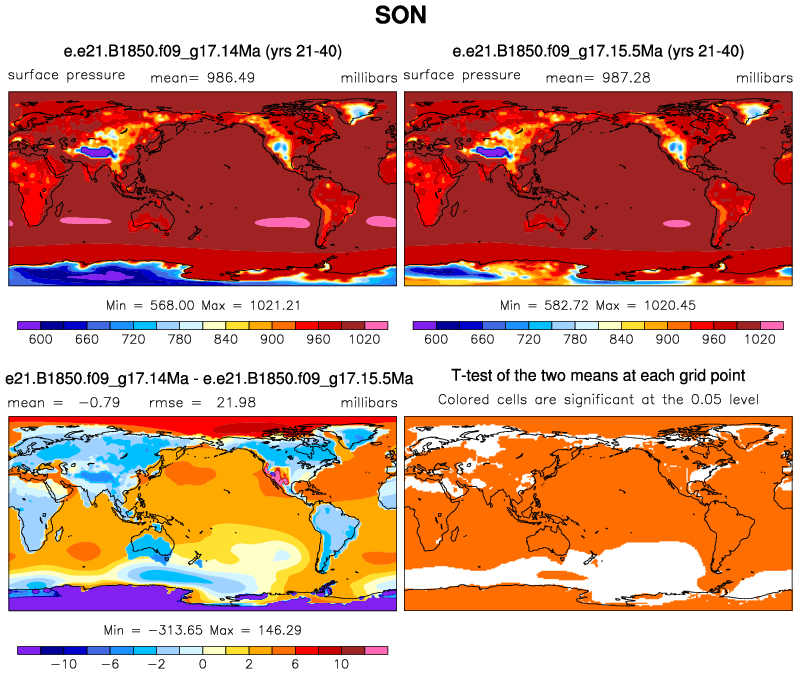 SON
e.e21.B1850.f09_g17.14Ma (yrs 21-40)
surface pressure mean= 986.49 millibars
Min = 568.00 Max = 1021.21
600 660 720 780 840 900 960 1020
e.e21.B1850.f09_g17.15.5Ma (yrs 21-40)
surface pressure mean= 987.28 millibars
Min = 582.72 Max = 1020.45
600 660 720 780 840 900 960 1020
e21.B1850.f09_g17.14Ma - e.e21.B1850.f09_g17.15.5Ma
mean = -0.79 rmse = 21.98 millibars
Min = -313.65 Max = 146.29
-10 -6 -2 0 2 6 10
T-test of the two means at each grid point
Colored cells are significant at the 0.05 level